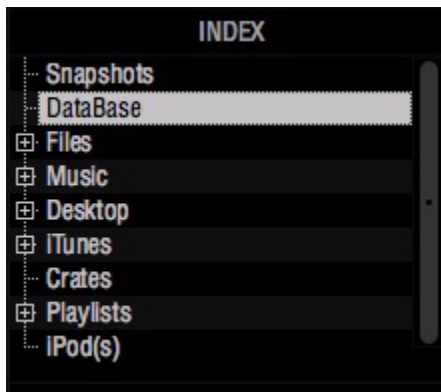 INDEX
Snapshots
DataBase
Files
Music
Desktop
iTunes
Crates
Playlists
iPod(s)